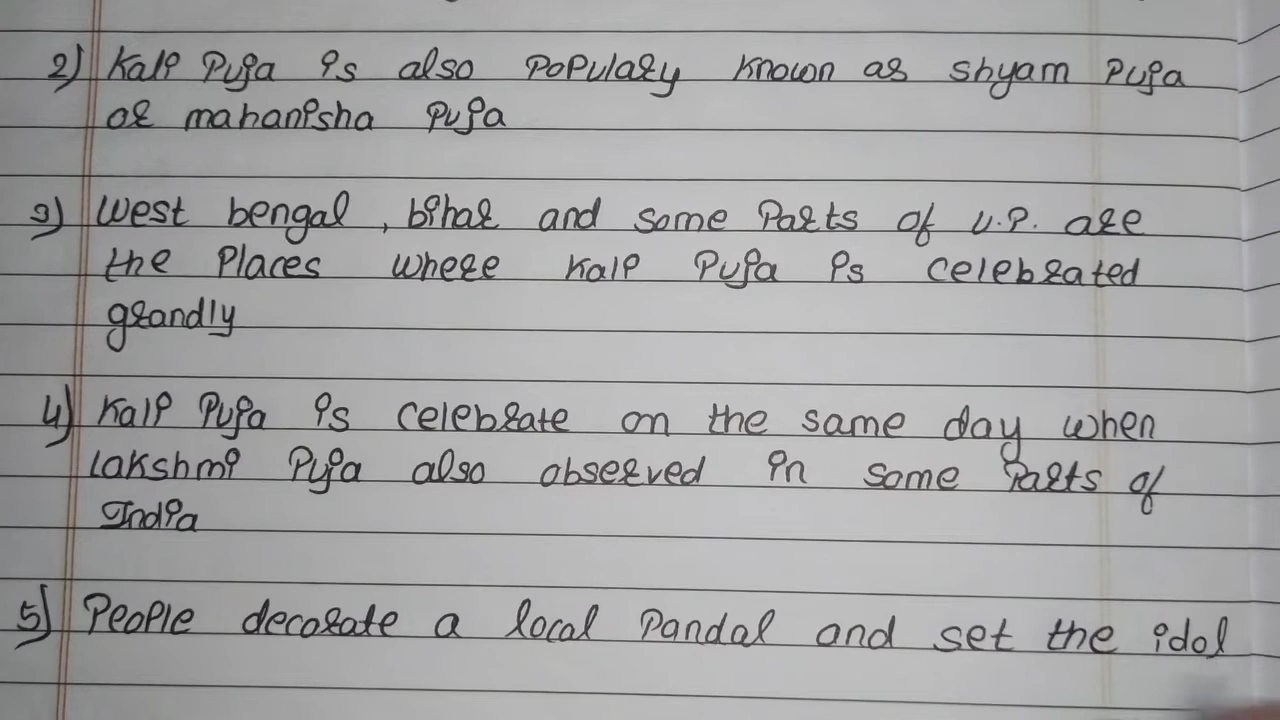 2) Kali Puja is also Populary Known as Shyam Puja
or mahanisha Puja
3) West bengal, bihar and some Parts of U.P. are
the Places where Kali Puja is celebrated
grandly
4) Kali Puja is celebrate on the same day when
lakshmi Puja also observed in some Parts of
India
5) People decorate a local Pandal and set the idol